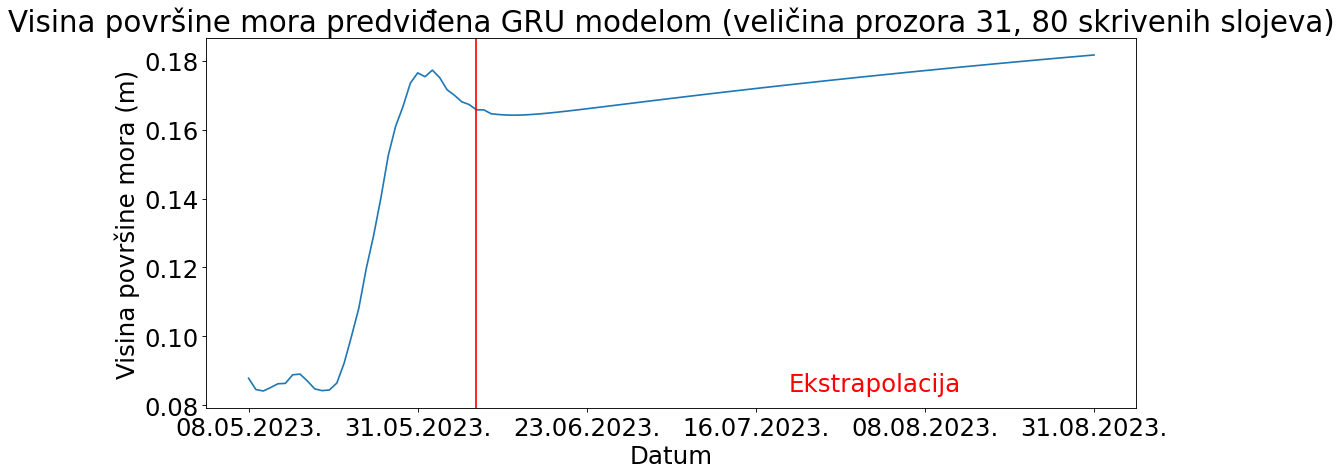 Visina površine mora predviđena GRU modelom (veličina prozora 31, 80 skrivenih slojeva)
Visina površine mora (m)
0.18
0.16
0.14
0.12
0.10
0.08
Ekstrapolacija
08.05.2023. 31.05.2023. 23.06.2023. 16.07.2023. 08.08.2023. 31.08.2023.
Datum